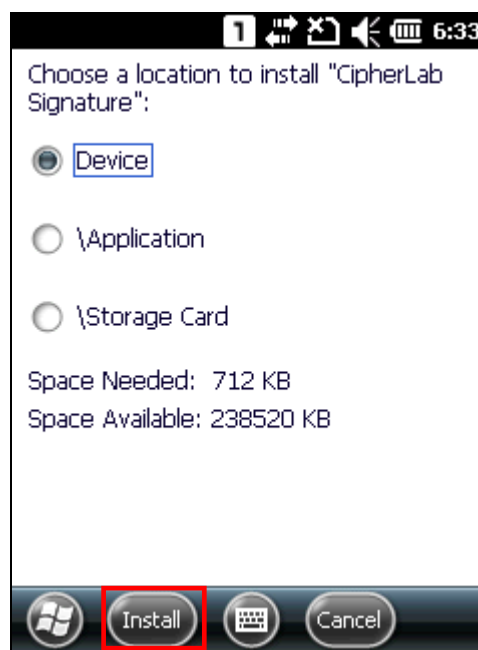 1 6:33
Choose a location to install "CipherLab
Signature":
Device
\Application
\Storage Card
Space Needed: 712 KB
Space Available: 238520 KB
Install Cancel